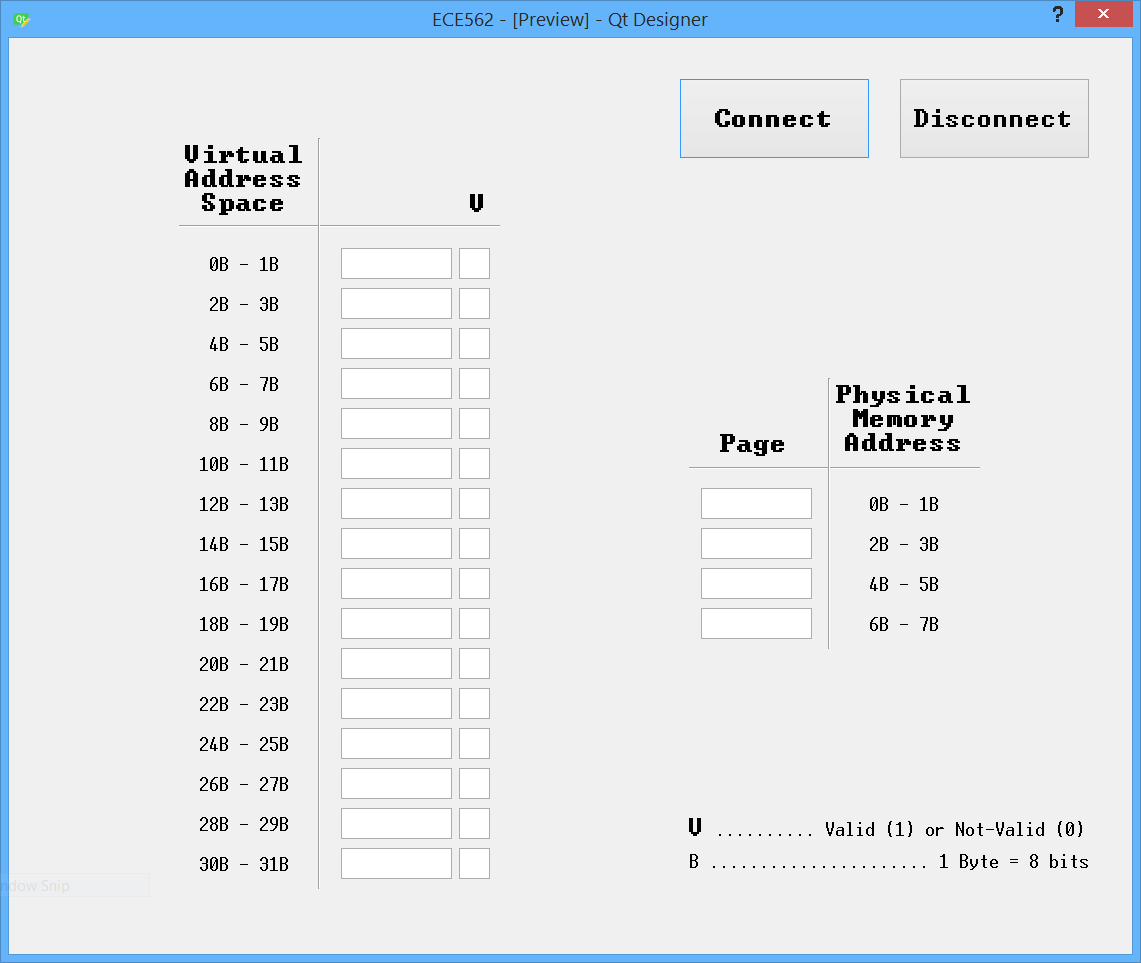 ECE562 - [Preview] - Qt Designer
?
Qt
Connect
Disconnect
Virtual
Address
Space
V
0B - 1B
2B - 3B
4B - 5B
6B - 7B
8B - 9B
10B - 11B
12B - 13B
14B - 15B
16B - 17B
18B - 19B
20B - 21B
22B - 23B
24B - 25B
26B - 27B
28B - 29B
30B - 31B
Page
Physical
Memory
Address
0B - 1B
2B - 3B
4B - 5B
6B - 7B
V .......... Valid (1) or Not-Valid (0)
B ...................... 1 Byte = 8 bits
Snip